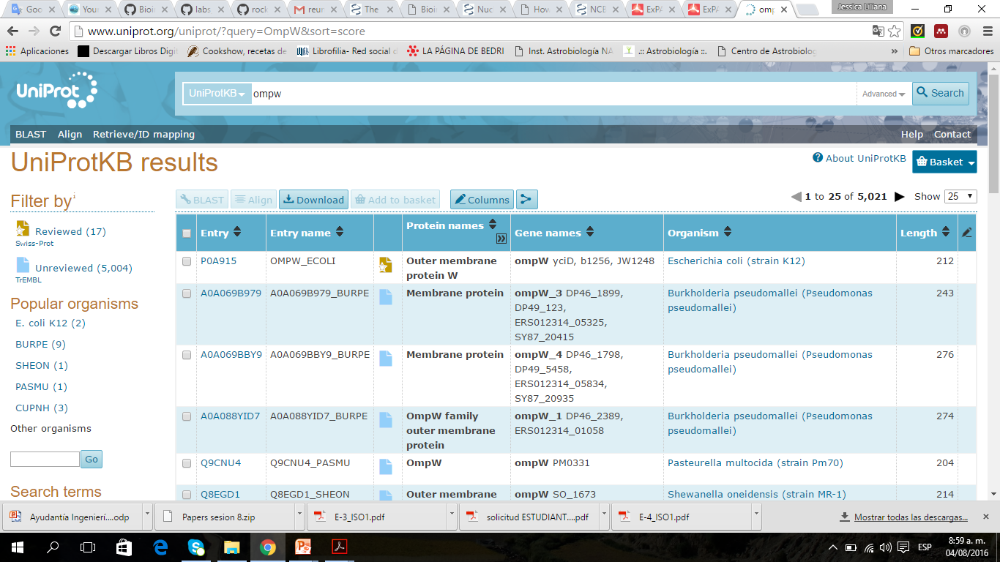 Goo
Your
Bioin
labs
rock
reur
The
Bioin
Nuc
How
NCB
ExPA
ExPA
omp
Jessica Liliana
www.uniprot.org/uniprot/?query=OmpW&sort=score
Aplicaciones
Descargar Libros Digit
Cookshow, recetas de
Librofilia- Red social d
LA PÁGINA DE BEDRI
Inst. Astrobiología NA
.:: Astrobiología ::.
Centro de Astrobiolog
»
Otros marcadores
UniProt
UniProtKB
ompw
Advanced
Search
BLAST Align Retrieve/ID mapping
Help Contact
UniProtKB results
About UniProtKB
Basket
Filter by i
BLAST
Align
Download
Add to basket
Columns
1 to 25 of 5,021
Show 25
Reviewed (17)
Swiss-Prot
Unreviewed (5,004)
TrEMBL
Popular organisms
E. coli K12 (2)
BURPE (9)
SHEON (1)
PASMU (1)
CUPNH (3)
Other organisms
Go
Search terms
Entry
Entry name
Protein names
Gene names
Organism
Length
P0A915 OMPW_ECOLI Outer membrane ompW yciD, b1256, JW1248 Escherichia coli (strain K12) 212
protein W
A0A069B979 A0A069B979_BURPE Membrane protein ompW_3 DP46_1899, Burkholderia pseudomallei (Pseudomonas 243
DP49_123, pseudomallei)
ERS012314_05325,
SY87_20415
A0A069BBY9 A0A069BBY9_BURPE Membrane protein ompW_4 DP46_1798, Burkholderia pseudomallei (Pseudomonas 276
DP49_5458, pseudomallei)
ERS012314_05834,
SY87_20935
A0A088YID7 A0A088YID7_BURPE OmpW family ompW_1 DP46_2389, Burkholderia pseudomallei (Pseudomonas 274
outer membrane ERS012314_01058 pseudomallei)
protein
Q9CNU4 Q9CNU4_PASMU OmpW ompW PM0331 Pasteurella multocida (strain Pm70) 204
Q8EGD1 Q8EGD1_SHEON Outer membrane ompW SO_1673 Shewanella oneidensis (strain MR-1) 214
Ayudantía Ingenierí....odp
Papers sesion 8.zip
E-3_ISO1.pdf
solicitud ESTUDIANT....pdf
E-4_ISO1.pdf
Mostrar todas las descargas...
ESP
8:59 a. m.
04/08/2016